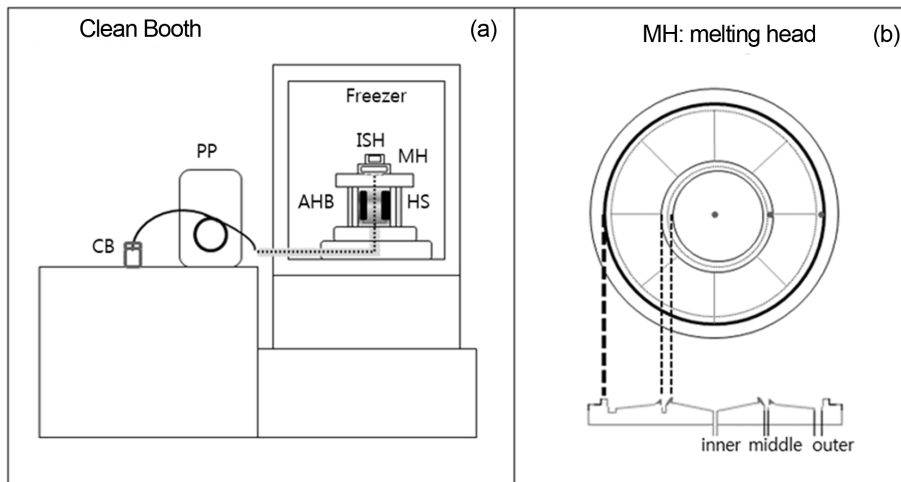 Clean Booth
(a)
Freezer
ISH
MH
PP
AHB
HS
CB
MH: melting head
(b)
inner
middle
outer